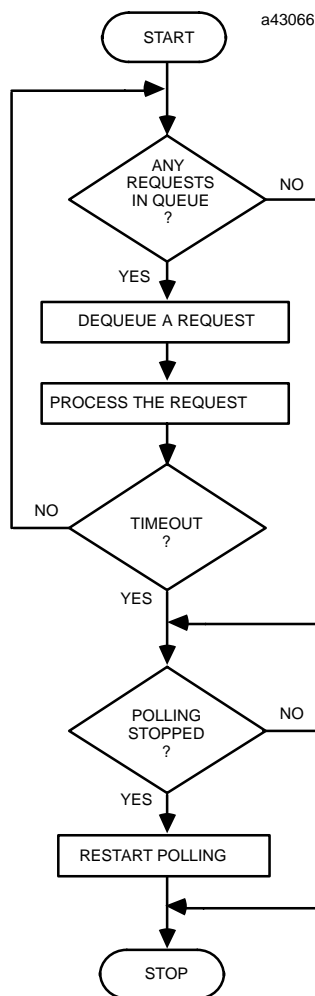 START
a43066
ANY
REQUESTS
IN QUEUE
?
NO
YES
DEQUEUE A REQUEST
PROCESS THE REQUEST
NO
TIMEOUT
?
YES
POLLING
STOPPED
?
NO
YES
RESTART POLLING
STOP